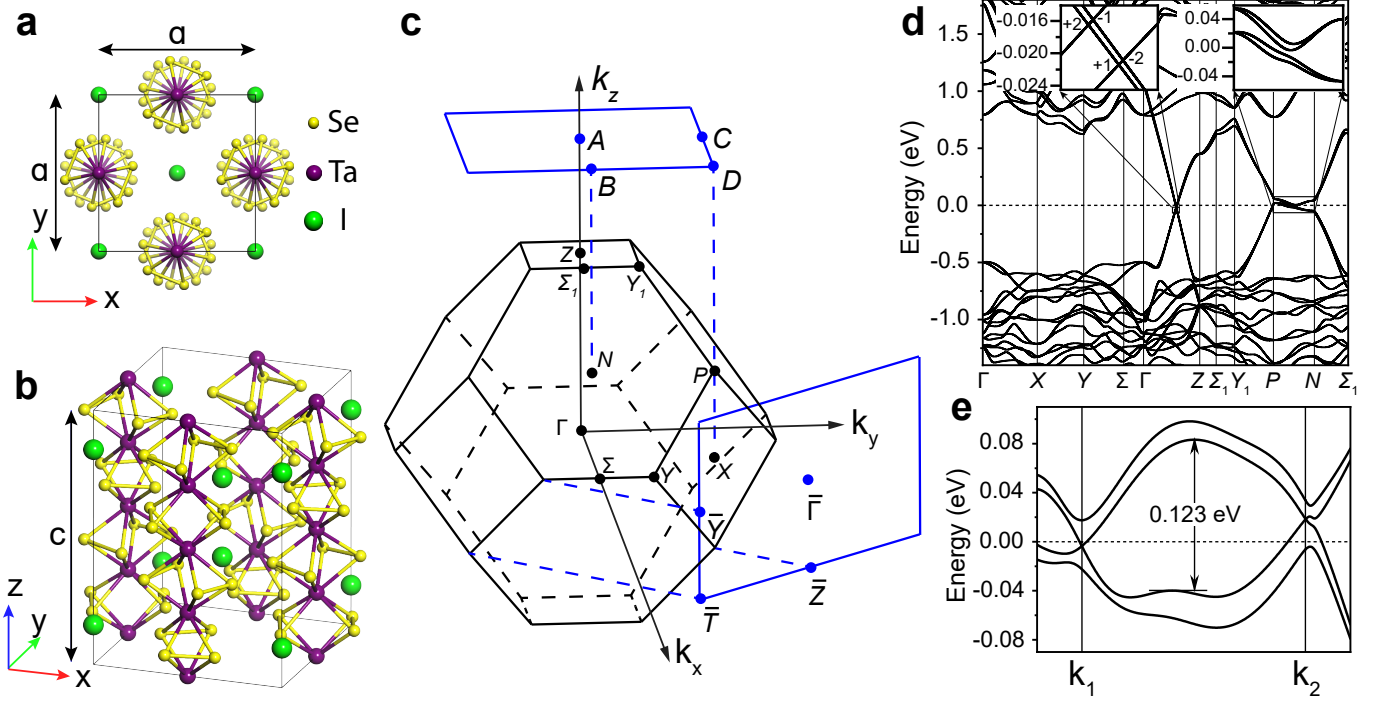 a
a
a
Se
Ta
I
y
x
b
c
z
y
x
c
k_z
A
C
B
D
Z
Σ_1
Y_1
N
P
Γ
k_y
Σ
Y
X
Γ̄
Ȳ
Z̄
T̄
k_x
d
Energy (eV)
1.5
1.0
0.5
0.0
-0.5
-1.0
-0.016
-0.020
-0.024
+2
-1
+1
-2
0.04
0.00
-0.04
Γ X Y Σ Γ Z Σ_1 Y_1 P N Σ_1
e
Energy (eV)
0.08
0.04
0.00
-0.04
-0.08
0.123 eV
k_1 k_2